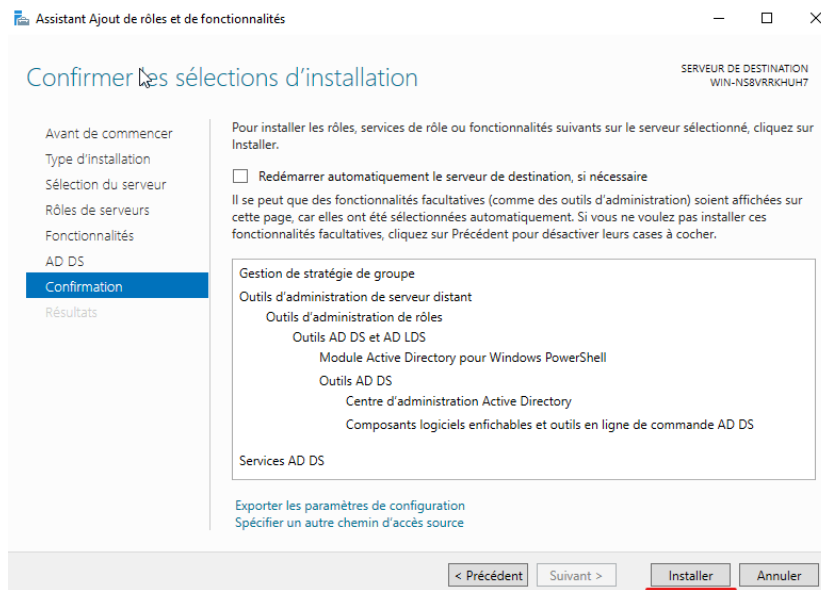 Assistant Ajout de rôles et de fonctionnalités
Confirmer les sélections d'installation
SERVEUR DE DESTINATION
WIN-NS8VRRKHUH7
Avant de commencer
Type d'installation
Sélection du serveur
Rôles de serveurs
Fonctionnalités
AD DS
Confirmation
Résultats
Pour installer les rôles, services de rôle ou fonctionnalités suivants sur le serveur sélectionné, cliquez sur
Installer.
Redémarrer automatiquement le serveur de destination, si nécessaire
Il se peut que des fonctionnalités facultatives (comme des outils d'administration) soient affichées sur
cette page, car elles ont été sélectionnées automatiquement. Si vous ne voulez pas installer ces
fonctionnalités facultatives, cliquez sur Précédent pour désactiver leurs cases à cocher.
Gestion de stratégie de groupe
Outils d'administration de serveur distant
Outils d'administration de rôles
Outils AD DS et AD LDS
Module Active Directory pour Windows PowerShell
Outils AD DS
Centre d'administration Active Directory
Composants logiciels enfichables et outils en ligne de commande AD DS
Services AD DS
Exporter les paramètres de configuration
Spécifier un autre chemin d'accès source
< Précédent
Suivant >
Installer
Annuler